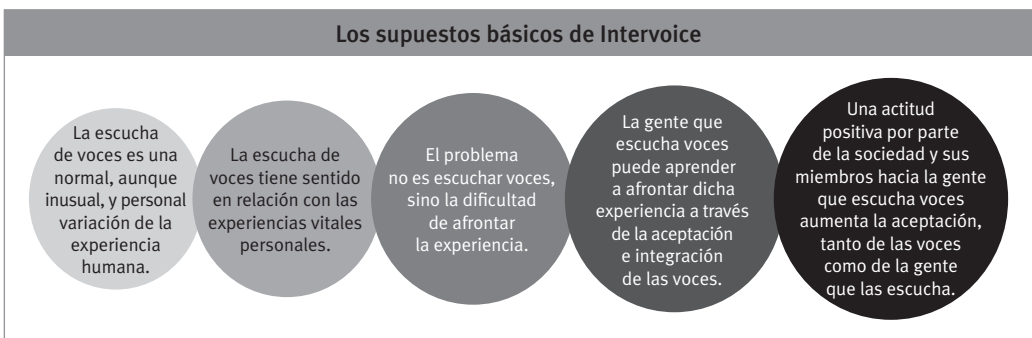 Los supuestos básicos de Intervoice
La escucha
de voces es una
normal, aunque
inusual, y personal
variación de la
experiencia
humana.
La escucha de
voces tiene sentido
en relación con las
experiencias vitales
personales.
El problema
no es escuchar voces,
sino la dificultad
de afrontar
la experiencia.
La gente que
escucha voces
puede aprender
a afrontar dicha
experiencia a través
de la aceptación
e integración
de las voces.
Una actitud
positiva por parte
de la sociedad y sus
miembros hacia la gente
que escucha voces
aumenta la aceptación,
tanto de las voces
como de la gente
que las escucha.